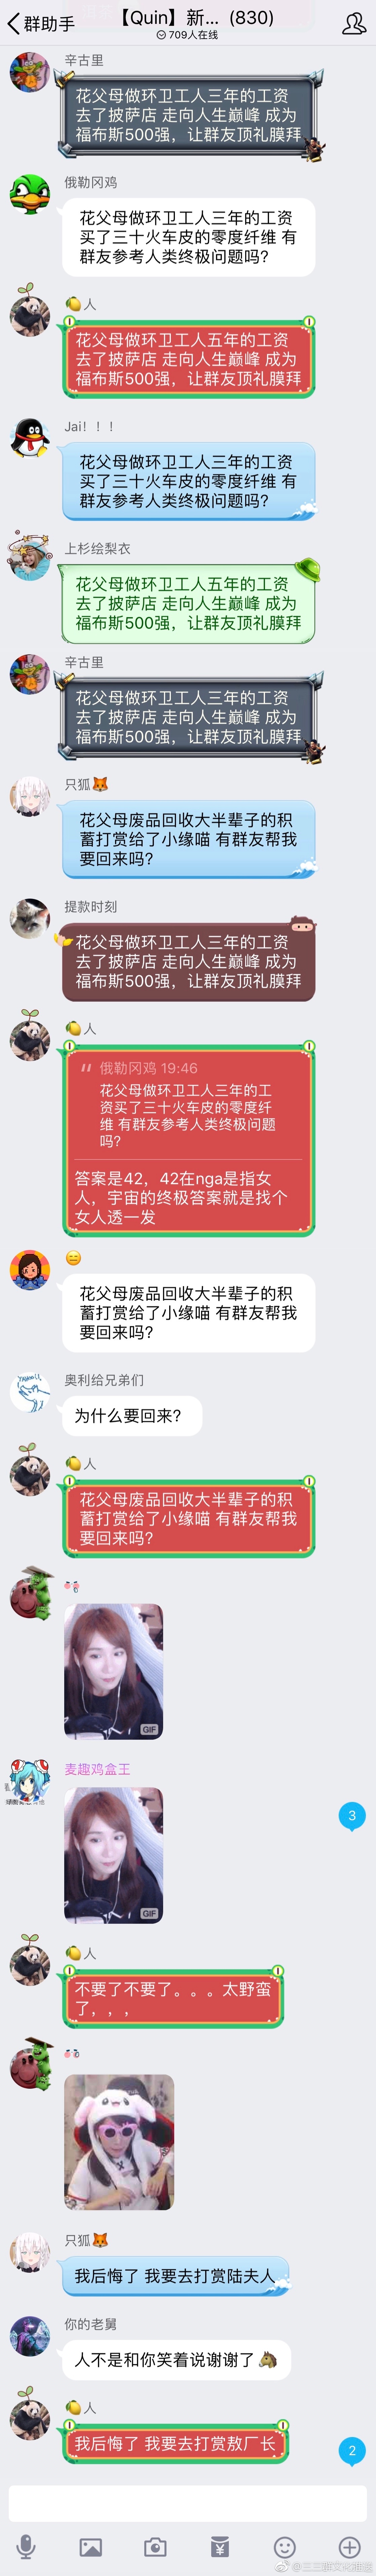 群助手
【Quin】新... (830)
709人在线
辛古里
花父母做环卫工人三年的工资
去了披萨店 走向人生巅峰 成为
福布斯500强，让群友顶礼膜拜
俄勒冈鸡
花父母做环卫工人三年的工资
买了三十火车皮的零度纤维 有
群友参考人类终极问题吗?
🍋人
花父母做环卫工人五年的工资
去了披萨店 走向人生巅峰 成为
福布斯500强，让群友顶礼膜拜
Jai！！！
花父母做环卫工人三年的工资
买了三十火车皮的零度纤维 有
群友参考人类终极问题吗?
上杉绘梨衣
花父母做环卫工人五年的工资
去了披萨店 走向人生巅峰 成为
福布斯500强，让群友顶礼膜拜
辛古里
花父母做环卫工人三年的工资
去了披萨店 走向人生巅峰 成为
福布斯500强，让群友顶礼膜拜
只狐🦊
花父母废品回收大半辈子的积
蓄打赏给了小缘喵 有群友帮我
要回来吗?
提款时刻
花父母做环卫工人三年的工资
去了披萨店 走向人生巅峰 成为
福布斯500强，让群友顶礼膜拜
🍋人
俄勒冈鸡 19:46
花父母做环卫工人三年的工
资买了三十火车皮的零度纤
维 有群友参考人类终极问题
吗?
答案是42，42在nga是指女
人，宇宙的终极答案就是找个
女人透一发
😑
花父母废品回收大半辈子的积
蓄打赏给了小缘喵 有群友帮我
要回来吗?
奥利给兄弟们
为什么要回来?
🍋人
花父母废品回收大半辈子的积
蓄打赏给了小缘喵 有群友帮我
要回来吗?
GIF
麦趣鸡盒王
GIF
3
🍋人
不要了不要了。。。太野蛮
了，，，
只狐🦊
我后悔了 我要去打赏陆夫人
你的老舅
人不是和你笑着说谢谢了🐴
🍋人
我后悔了 我要去打赏敖厂长
2